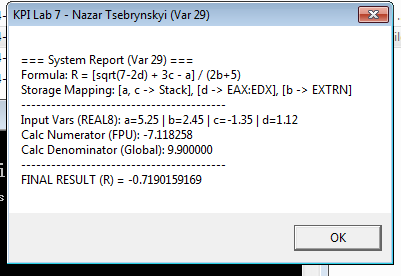 KPI Lab 7 - Nazar Tsebrynskyi (Var 29)
=== System Report (Var 29) ===
Formula: R = [sqrt(7-2d) + 3c - a] / (2b+5)
Storage Mapping: [a, c -> Stack], [d -> EAX:EDX], [b -> EXTRN]
----------------------------------------
Input Vars (REAL8): a=5.25 | b=2.45 | c=-1.35 | d=1.12
Calc Numerator (FPU): -7.118258
Calc Denominator (Global): 9.900000
----------------------------------------
FINAL RESULT (R) = -0.7190159169
OK